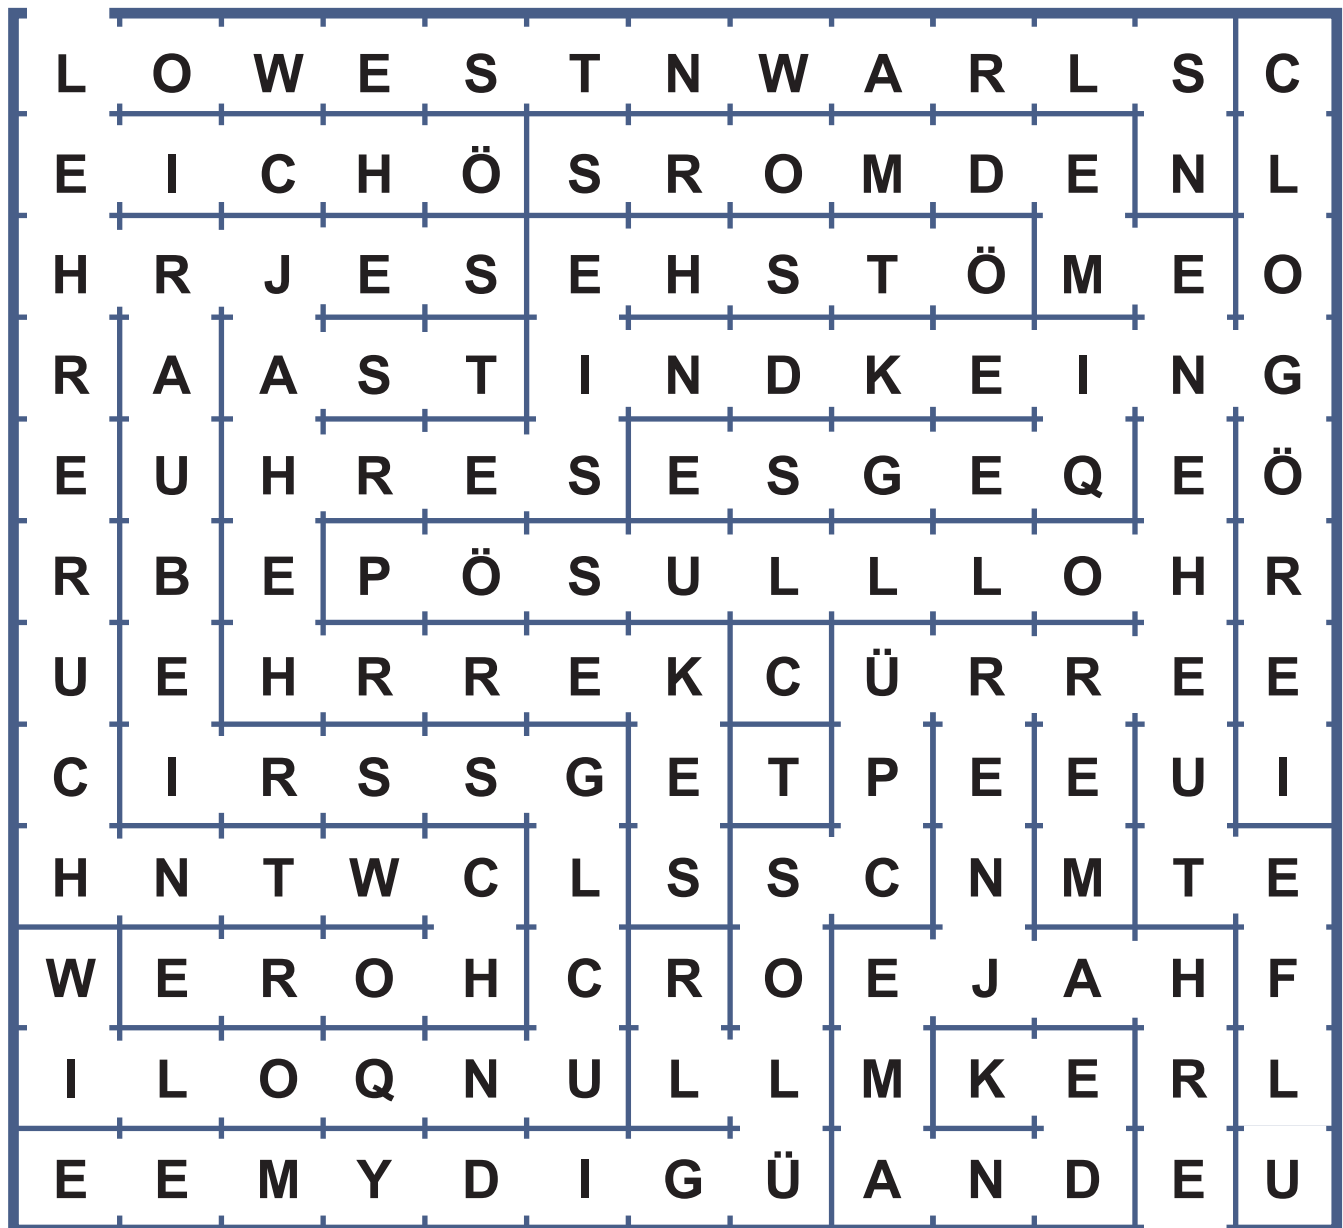 L O W E S T N W A R L S C
E I C H Ö S R O M D E N L
H R J E S E H S T Ö M E O
R A A S T I N D K E I N G
E U H R E S E S G E Q E Ö
R B E P Ö S U L L L O H R
U E H R R E K C Ü R R E E
C I R S S G E T P E E U I
H N T W C L S S C N M T E
W E R O H C R O E J A H F
I L O Q N U L L M K E R L
E E M Y D I G Ü A N D E U